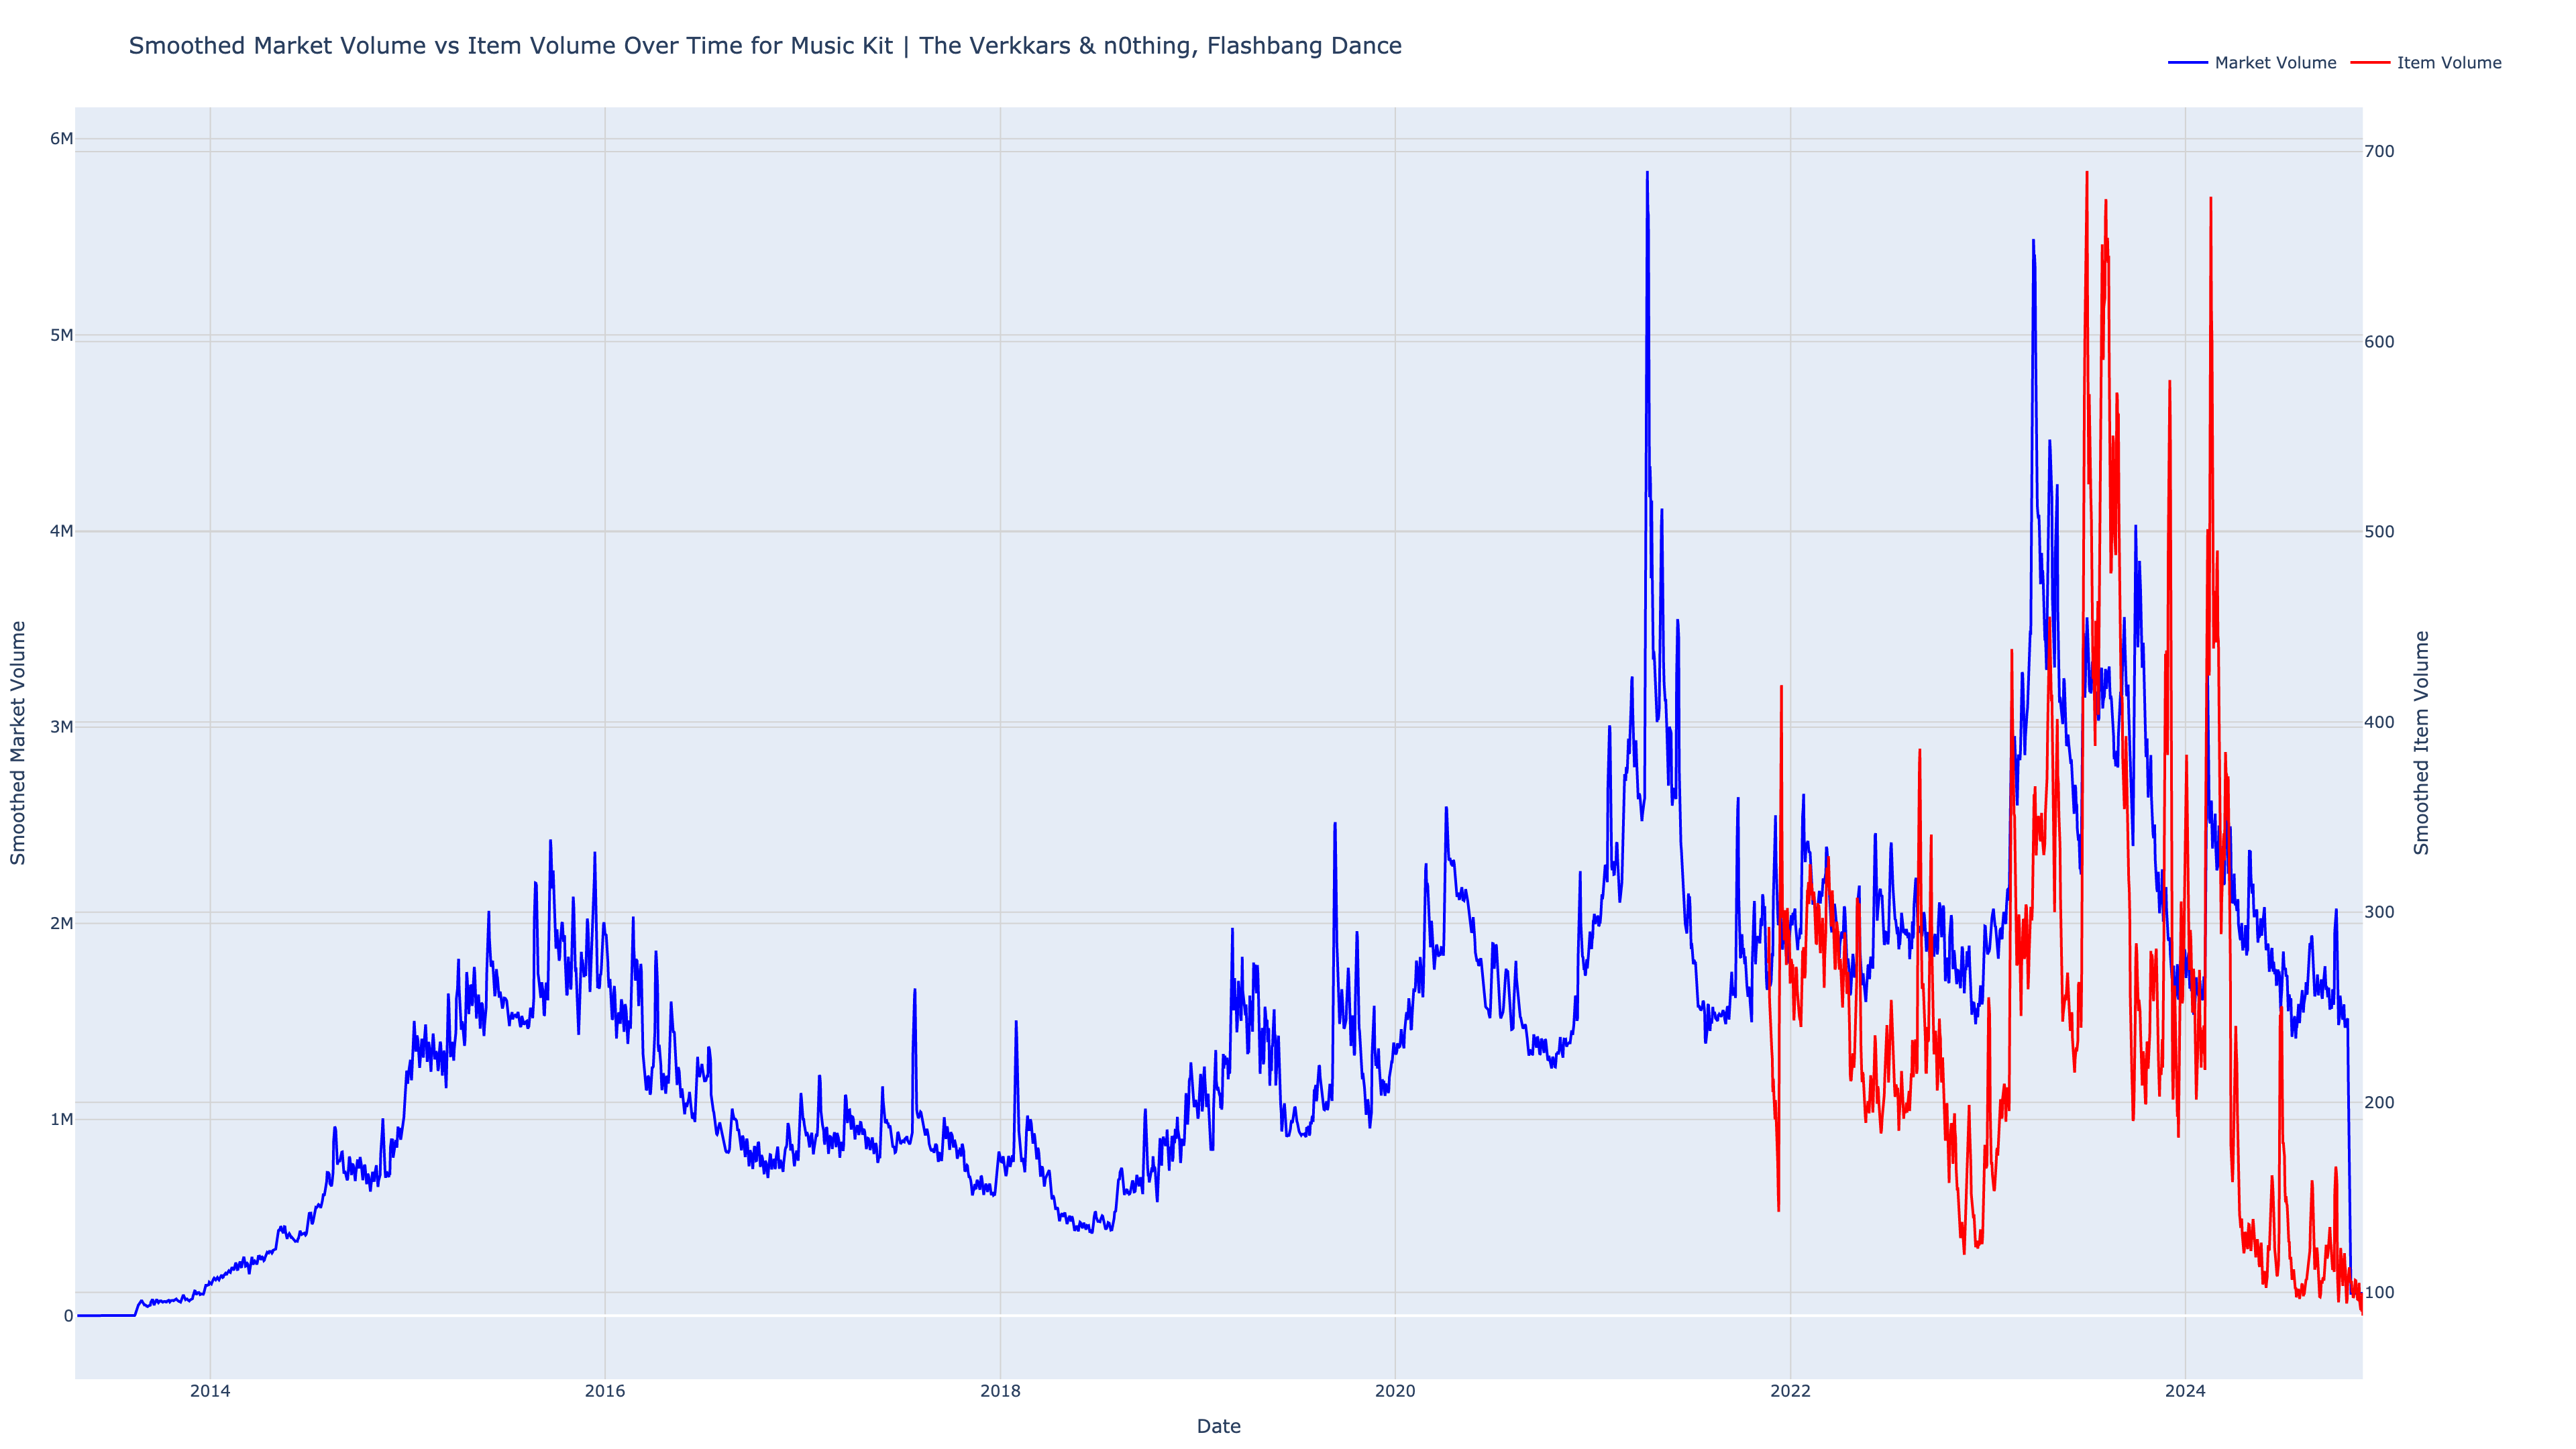 Smoothed Market Volume vs Item Volume Over Time for Music Kit | The Verkkars & n0thing, Flashbang Dance
Market Volume
Item Volume
6M
5M
4M
3M
2M
1M
0
Smoothed Market Volume
700
600
500
400
300
200
100
Smoothed Item Volume
2014
2016
2018
2020
2022
2024
Date